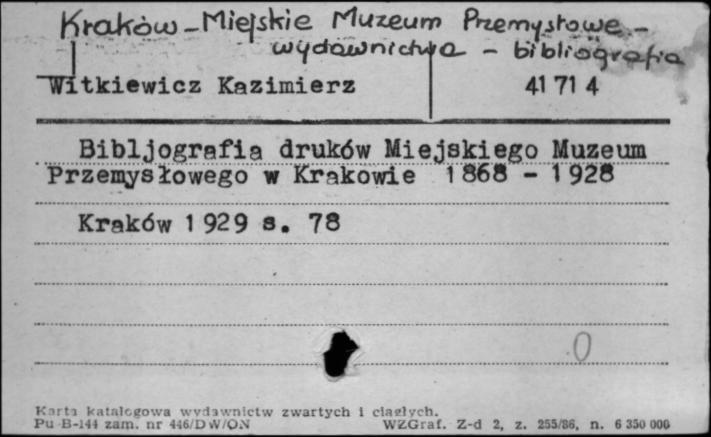 Kraków - Miejskie Muzeum Przemysłowe -
wydawnictwa - bibliografia
Witkiewicz Kazimierz 41 71 4
Bibljografia druków Miejskiego Muzeum
Przemysłowego w Krakowie 1868 - 1928
Kraków 1929 s. 78
0
Karta katalogowa wydawnictw zwartych i ciągłych.
Pu B-144 zam. nr 446/DW/ON WZGraf. Z-d 2, z. 255/86, n. 6 350 000